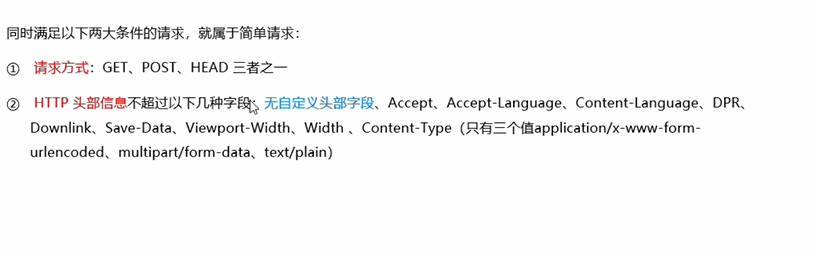 同时满足以下两大条件的请求，就属于简单请求：
① 请求方式：GET、POST、HEAD 三者之一
② HTTP 头部信息不超过以下几种字段：无自定义头部字段、Accept、Accept-Language、Content-Language、DPR、
Downlink、Save-Data、Viewport-Width、Width 、Content-Type（只有三个值application/x-www-form-
urlencoded、multipart/form-data、text/plain）